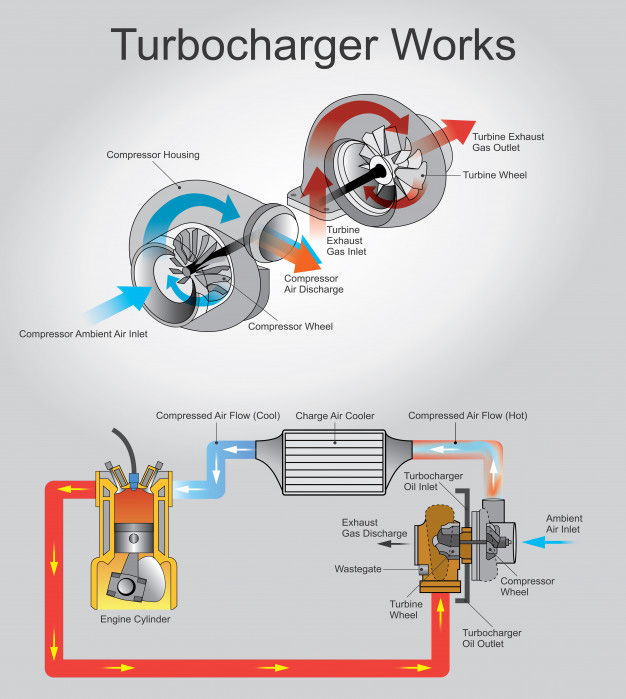 Turbocharger Works
Compressor Housing
Turbine Exhaust
Gas Outlet
Turbine Wheel
Turbine
Exhaust
Gas Inlet
Compressor
Air Discharge
Compressor Wheel
Compressor Ambient Air Inlet
Compressed Air Flow (Cool)
Charge Air Cooler
Compressed Air Flow (Hot)
Turbocharger
Oil Inlet
Exhaust
Gas Discharge
Ambient
Air Inlet
Wastegate
Compressor
Wheel
Turbine
Wheel
Engine Cylinder
Turbocharger
Oil Outlet